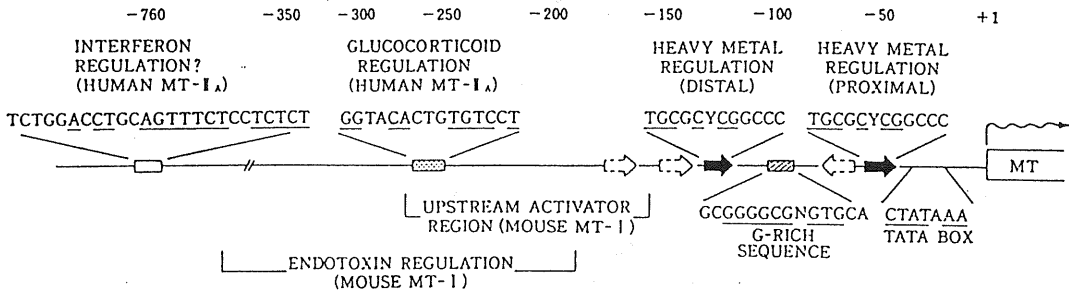 -760 -350 -300 -250 -200 -150 -100 -50 +1
INTERFERON
REGULATION?
(HUMAN MT-IIA)
GLUCOCORTICOID
REGULATION
(HUMAN MT-IIA)
HEAVY METAL
REGULATION
(DISTAL)
HEAVY METAL
REGULATION
(PROXIMAL)
TCTGGACCTGCAGTTTCTCCTCTCT
GGTACACTGTGTCCT
TGCGCYCGGCCC
TGCGCYCGGCCC
MT
UPSTREAM ACTIVATOR
REGION (MOUSE MT-I)
GCGGGGCGNGTGCA
G-RICH
SEQUENCE
CTATAAA
TATA BOX
ENDOTOXIN REGULATION
(MOUSE MT-I)